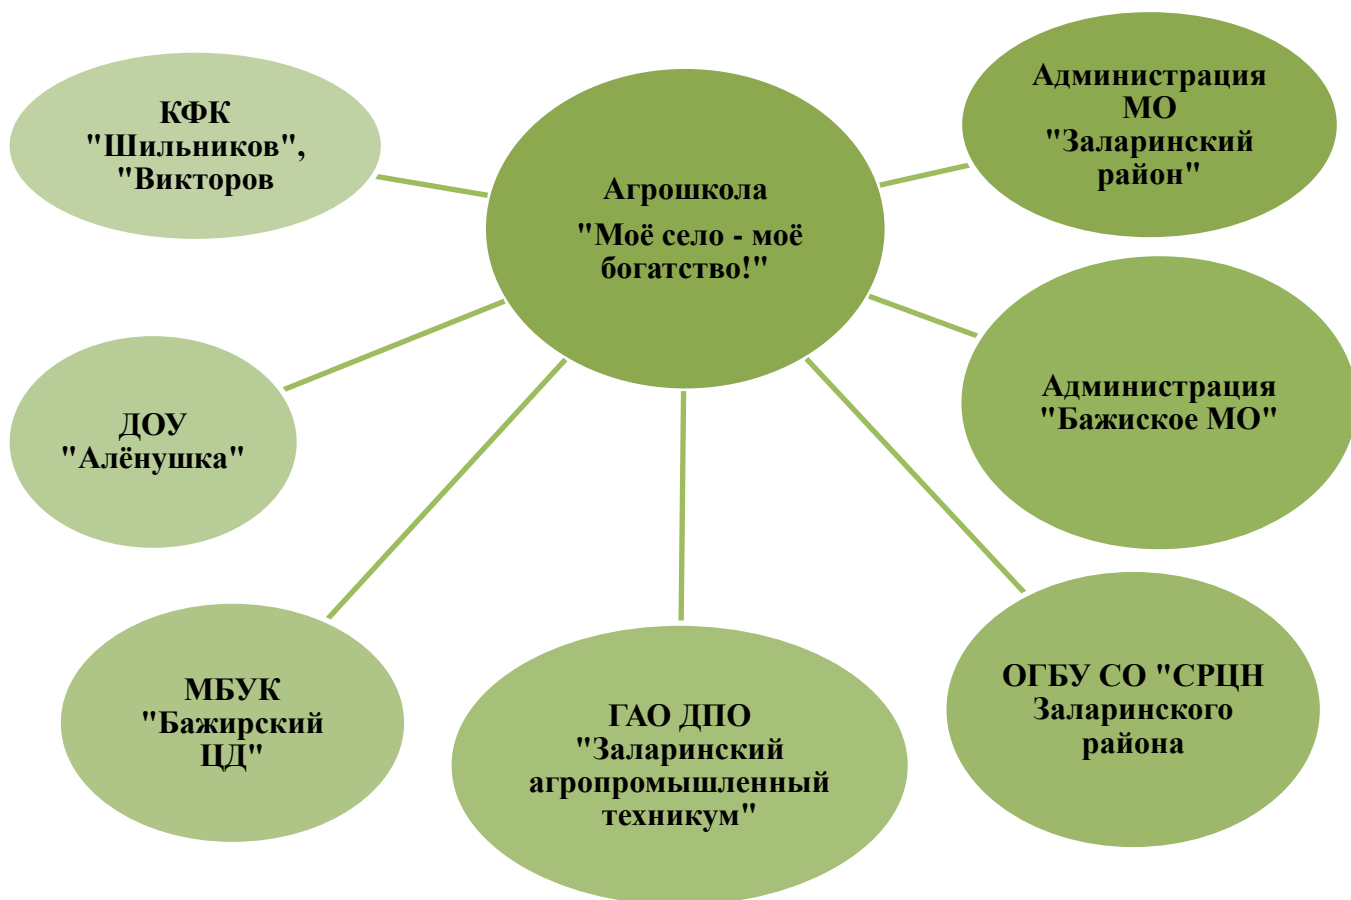 Агрошкола
"Моё село - моё
богатство!"
Администрация
МО
"Заларинский
район"
Администрация
"Бажиское МО"
ОГБУ СО "СРЦН
Заларинского
района
ГАО ДПО
"Заларинский
агропромышленный
техникум"
МБУК
"Бажирский
ЦД"
ДОУ
"Алёнушка"
КФК
"Шильников",
"Викторов